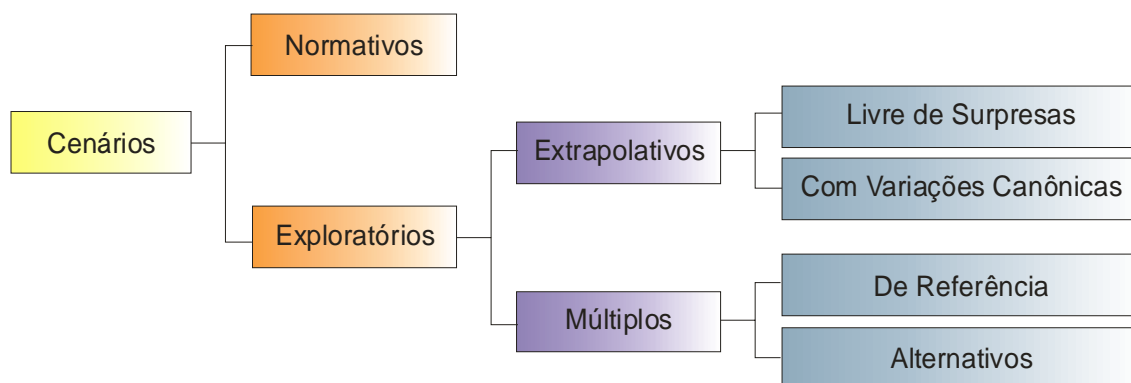 Normativos
Cenários
Exploratórios
Extrapolativos
Múltiplos
Livre de Surpresas
Com Variações Canônicas
De Referência
Alternativos